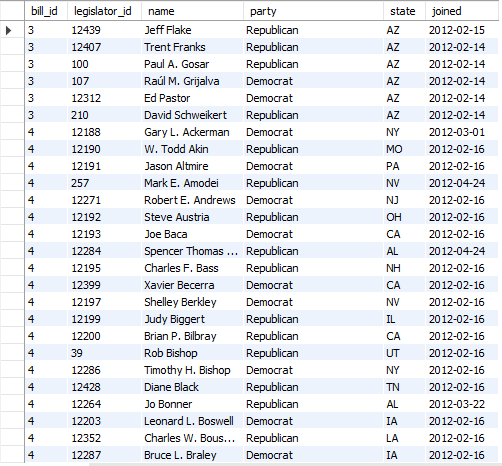 bill_id legislator_id name party state joined
3 12439 Jeff Flake Republican AZ 2012-02-15
3 12407 Trent Franks Republican AZ 2012-02-14
3 100 Paul A. Gosar Republican AZ 2012-02-14
3 107 Raúl M. Grijalva Democrat AZ 2012-02-14
3 12312 Ed Pastor Democrat AZ 2012-02-14
3 210 David Schweikert Republican AZ 2012-02-14
4 12188 Gary L. Ackerman Democrat NY 2012-03-01
4 12190 W. Todd Akin Republican MO 2012-02-16
4 12191 Jason Altmire Democrat PA 2012-02-16
4 257 Mark E. Amodei Republican NV 2012-04-24
4 12271 Robert E. Andrews Democrat NJ 2012-02-16
4 12192 Steve Austria Republican OH 2012-02-16
4 12193 Joe Baca Democrat CA 2012-02-16
4 12284 Spencer Thomas ... Republican AL 2012-04-24
4 12195 Charles F. Bass Republican NH 2012-02-16
4 12399 Xavier Becerra Democrat CA 2012-02-16
4 12197 Shelley Berkley Democrat NV 2012-02-16
4 12199 Judy Biggert Republican IL 2012-02-16
4 12200 Brian P. Bilbray Republican CA 2012-02-16
4 39 Rob Bishop Republican UT 2012-02-16
4 12286 Timothy H. Bishop Democrat NY 2012-02-16
4 12428 Diane Black Republican TN 2012-02-16
4 12264 Jo Bonner Republican AL 2012-03-22
4 12203 Leonard L. Boswell Democrat IA 2012-02-16
4 12352 Charles W. Bous... Republican LA 2012-02-16
4 12287 Bruce L. Braley Democrat IA 2012-02-16